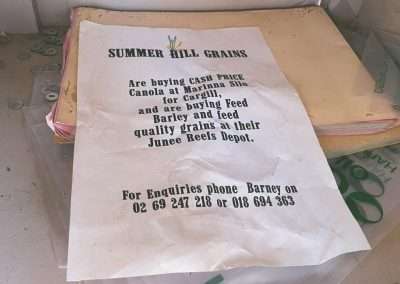 SUMMER HILL GRAINS
Are buying CASH PRICE
Canola at Marinna Silo
for Cargill,
and are buying Feed
Barley and feed
quality grains at their
Junee Reefs Depot.
For Enquiries phone Barney on
02 69 247 218 or 018 694 363